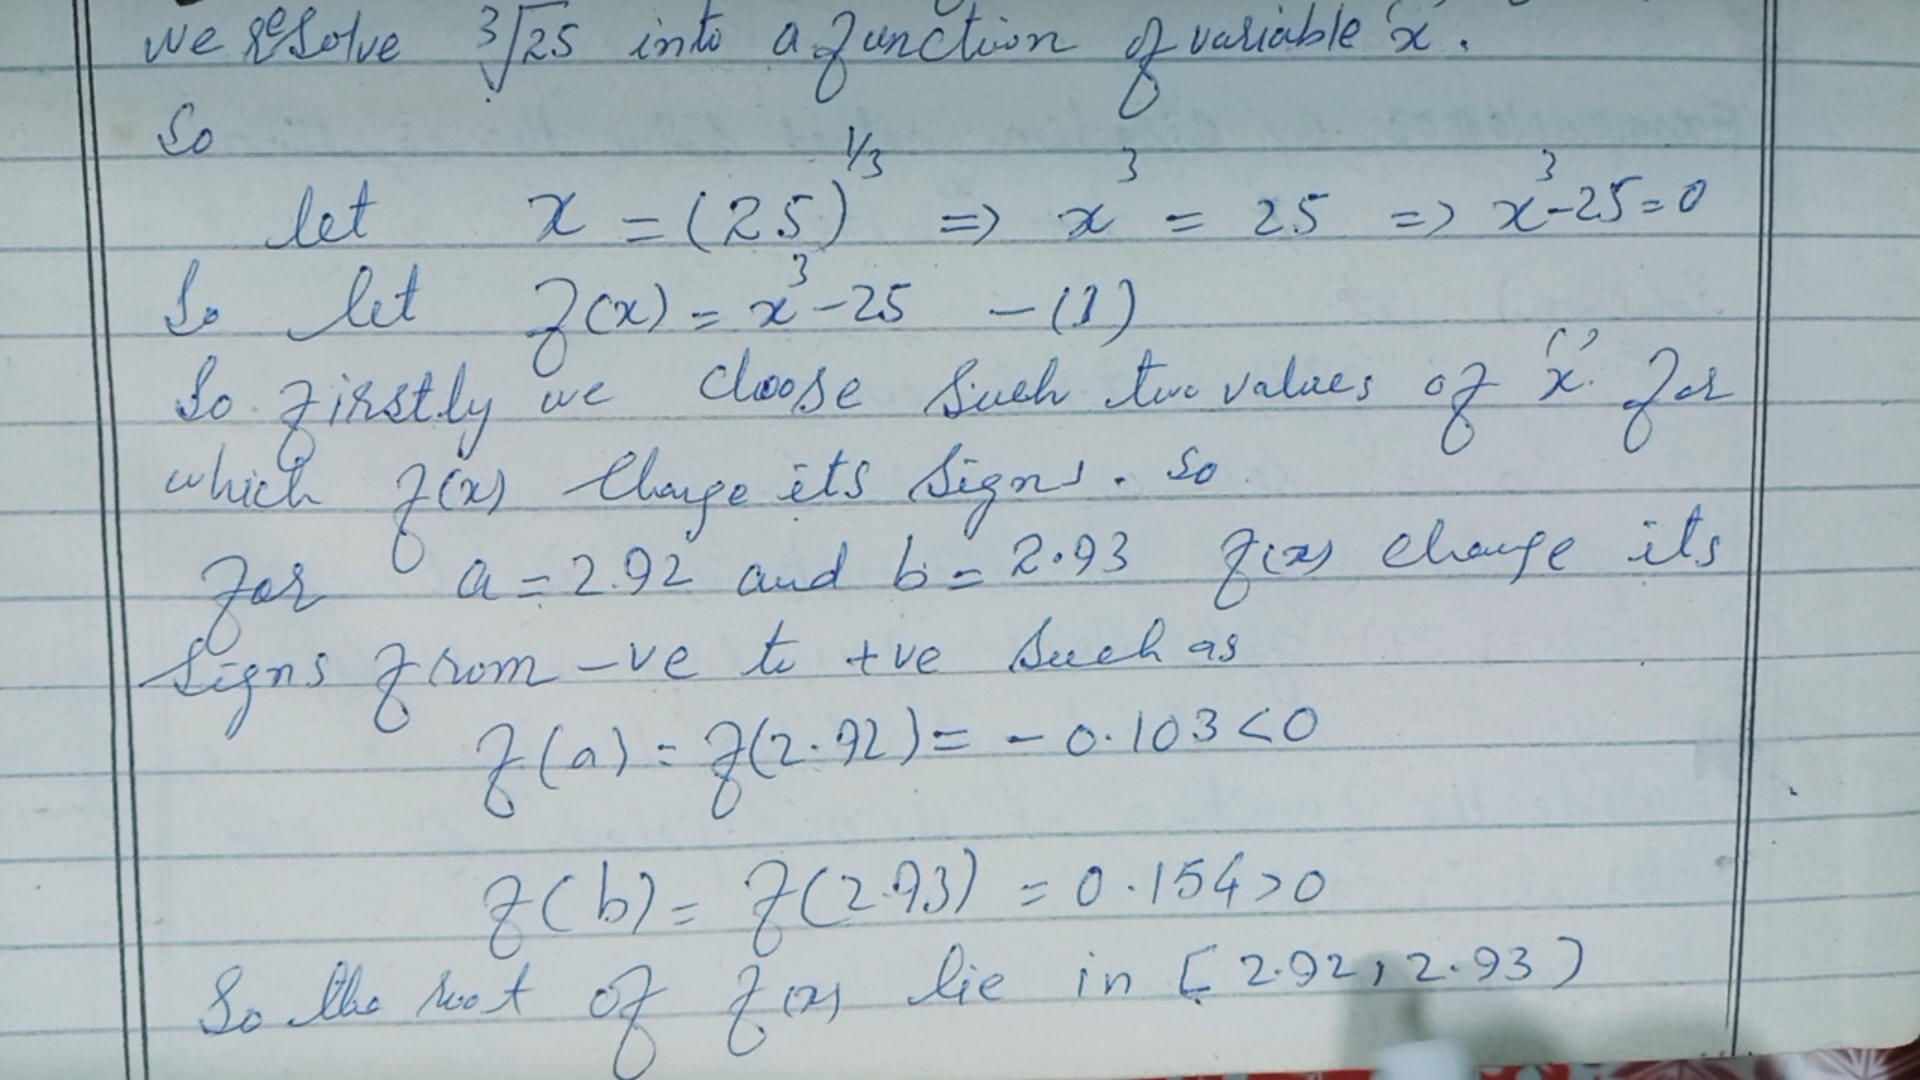 we resolve ∛25 into a function of variable 'x'.
So
let x = (25)^1/3 => x^3 = 25 => x^3-25=0
So let f(x) = x^3-25 -(1)
So firstly we choose such two values of 'x' for
which f(x) change its signs. so
for a=2.92 and b=2.93 f(x) change its
signs from -ve to +ve such as
f(a) = f(2.92) = -0.103<0
f(b) = f(2.93) = 0.154>0
So the root of f(x) lie in [2.92, 2.93)